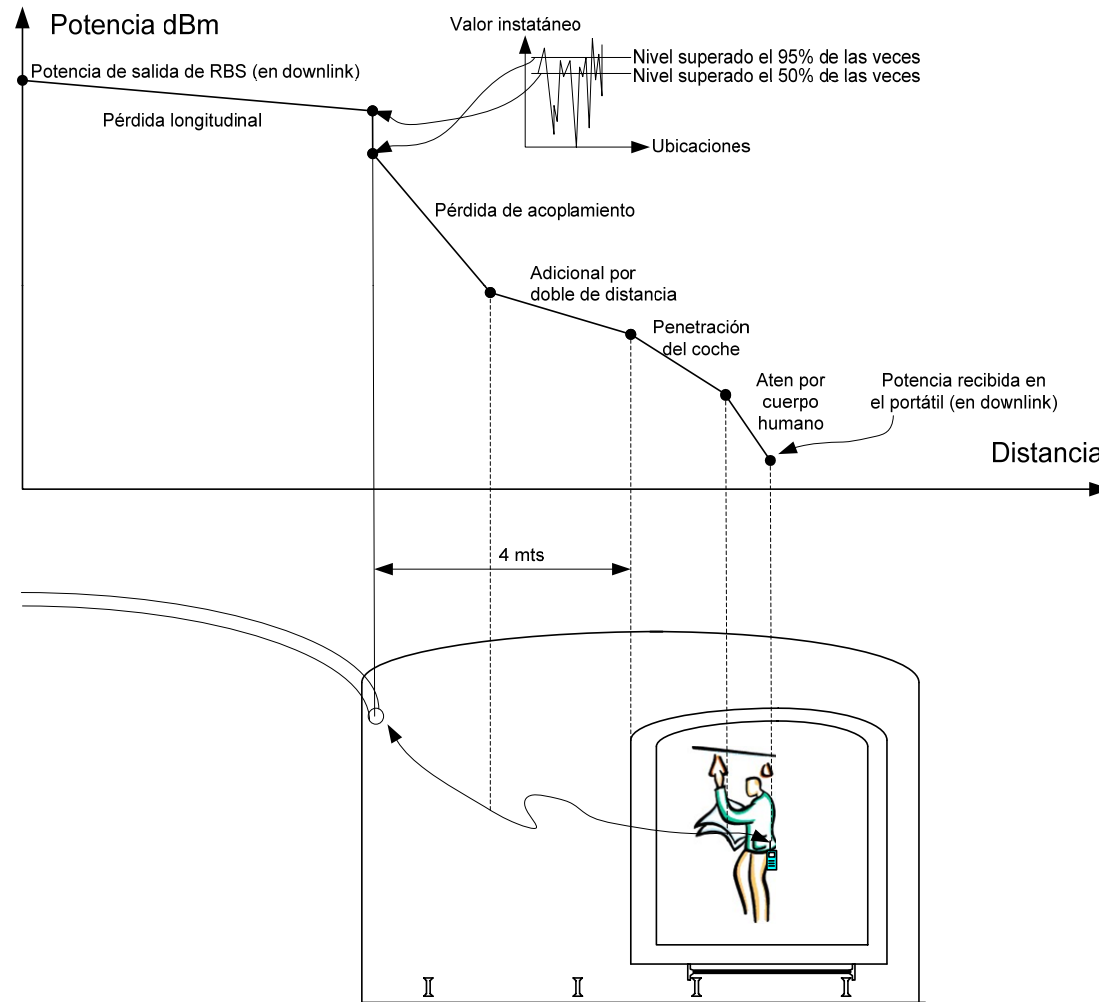 Potencia dBm
Valor instatáneo
Nivel superado el 95% de las veces
Nivel superado el 50% de las veces
Potencia de salida de RBS (en downlink)
Pérdida longitudinal
Ubicaciones
Pérdida de acoplamiento
Adicional por
doble de distancia
Penetración
del coche
Aten por
cuerpo
humano
Potencia recibida en
el portátil (en downlink)
Distancia
4 mts